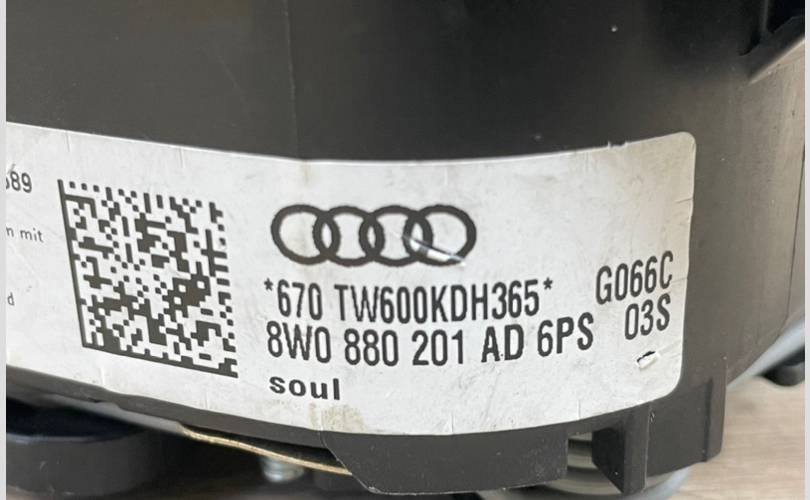 589
m mit
d
*670 TW600KDH365* G066C
8W0 880 201 AD 6PS 03S
soul